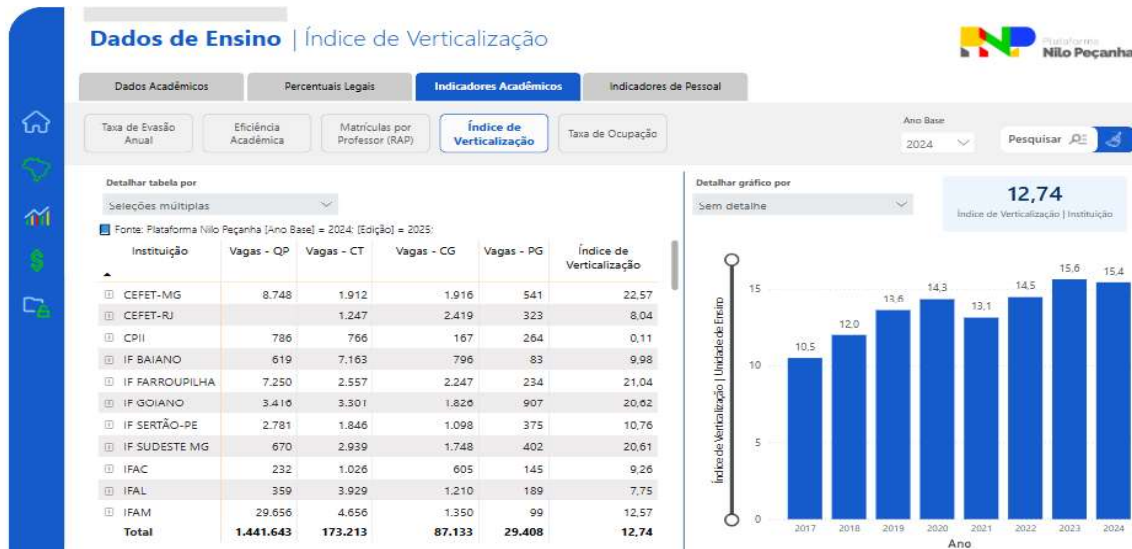 Dados de Ensino | Índice de Verticalização
Plataforma
Nilo Peçanha
Dados Acadêmicos Percentuais Legais Indicadores Acadêmicos Indicadores de Pessoal
Taxa de Evasão Anual
Eficiência Acadêmica
Matrículas por Professor (RAP)
Índice de Verticalização
Taxa de Ocupação
Ano Base
2024
Pesquisar
Detalhar tabela por
Seleções múltiplas
Fonte: Plataforma Nilo Peçanha [Ano Base] = 2024; [Edição] = 2025;
Instituição Vagas - QP Vagas - CT Vagas - CG Vagas - PG Índice de Verticalização
CEFET-MG 8.748 1.912 1.916 541 22,57
CEFET-RJ 1.247 2.419 323 8,04
CPII 786 766 167 264 0,11
IF BAIANO 619 7.163 796 83 9,98
IF FARROUPILHA 7.250 2.557 2.247 234 21,04
IF GOIANO 3.416 3.301 1.826 907 20,62
IF SERTÃO-PE 2.781 1.846 1.098 375 10,76
IF SUDESTE MG 670 2.939 1.748 402 20,61
IFAC 232 1.026 605 145 9,26
IFAL 359 3.929 1.210 189 7,75
IFAM 29.656 4.656 1.350 99 12,57
Total 1.441.643 173.213 87.133 29.408 12,74
Detalhar gráfico por
Sem detalhe
12,74
Índice de Verticalização | Instituição
Índice de Verticalização | Unidade de Ensino
15
10
5
0
10,5 12,0 13,6 14,3 13,1 14,5 15,6 15,4
2017 2018 2019 2020 2021 2022 2023 2024
Ano